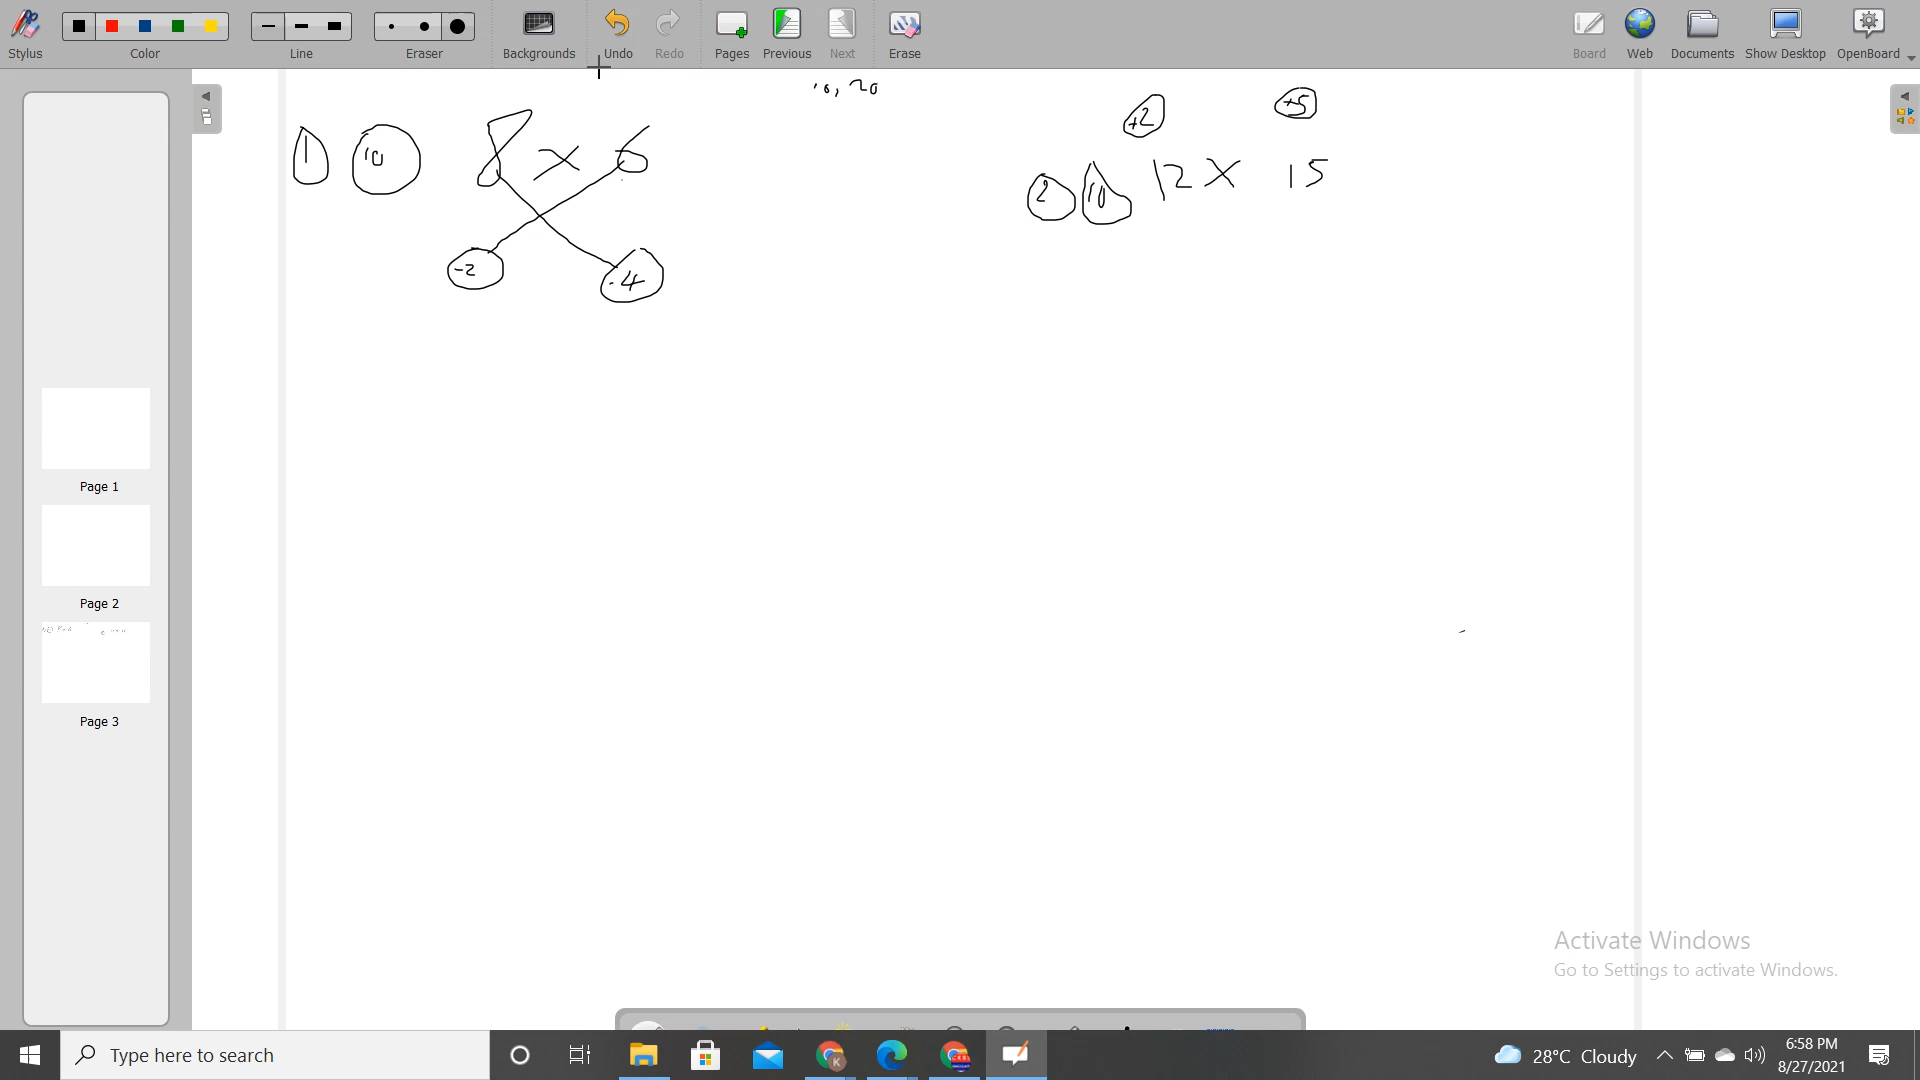 Stylus
Color
Line
Eraser
Backgrounds
Undo
Redo
Pages
Previous
Next
Erase
Board
Web
Documents
Show Desktop
OpenBoard
10, 20
+2 +5
1 10 8 x 6
2 10 12 x 15
-2 -4
Page 1
Page 2
Page 3
Activate Windows
Go to Settings to activate Windows.
Type here to search
28°C Cloudy
6:58 PM
8/27/2021